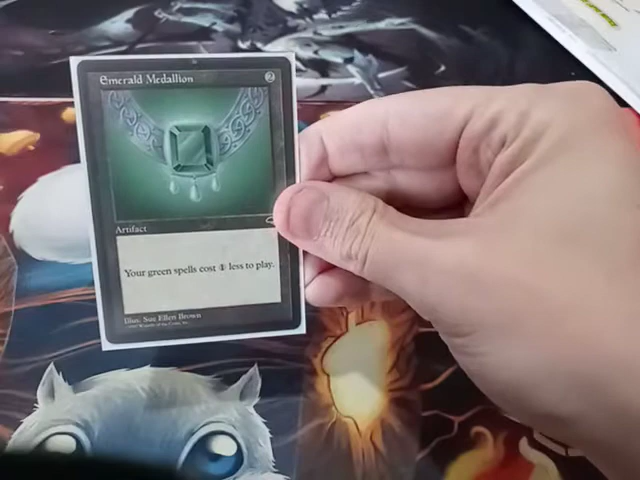 Emerald Medallion 2
Artifact
Your green spells cost 1 less to play.
Illus. Sue Ellen Brown